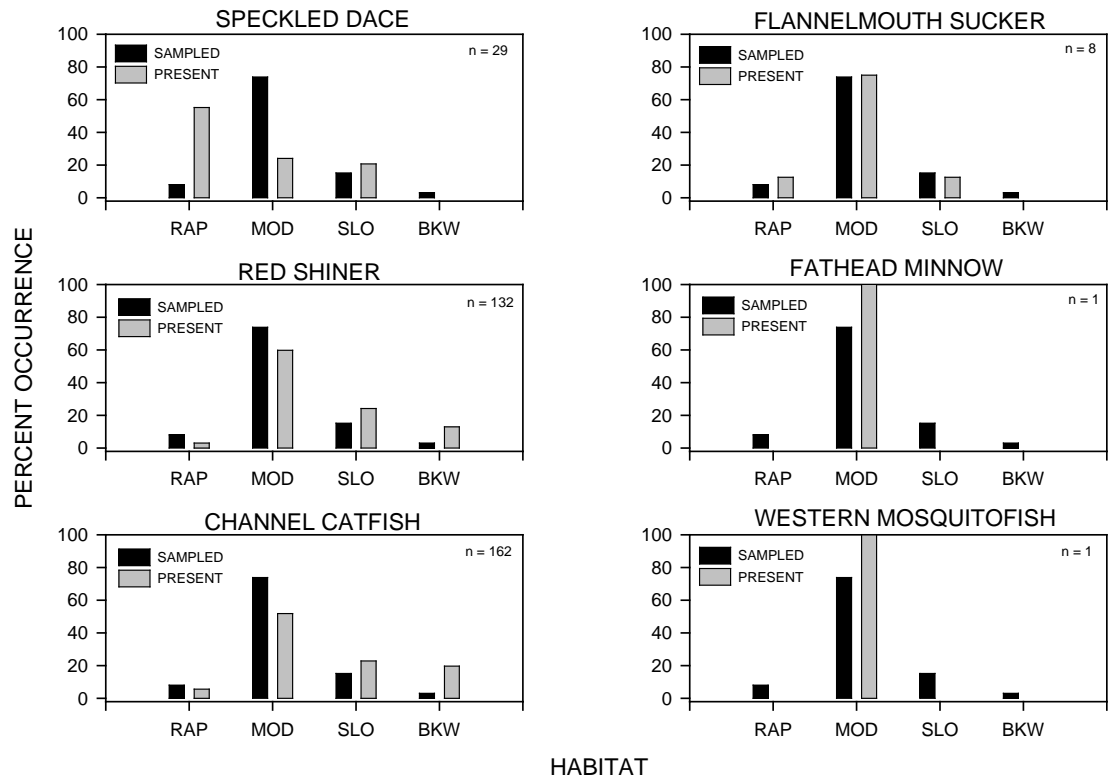 SPECKLED DACE
100
80
60
40
20
0
SAMPLED
PRESENT
n = 29
RAP MOD SLO BKW
FLANNELMOUTH SUCKER
100
80
60
40
20
0
SAMPLED
PRESENT
n = 8
RAP MOD SLO BKW
PERCENT OCCURRENCE
RED SHINER
100
80
60
40
20
0
SAMPLED
PRESENT
n = 132
RAP MOD SLO BKW
FATHEAD MINNOW
100
80
60
40
20
0
SAMPLED
PRESENT
n = 1
RAP MOD SLO BKW
CHANNEL CATFISH
100
80
60
40
20
0
SAMPLED
PRESENT
n = 162
RAP MOD SLO BKW
WESTERN MOSQUITOFISH
100
80
60
40
20
0
SAMPLED
PRESENT
n = 1
RAP MOD SLO BKW
HABITAT